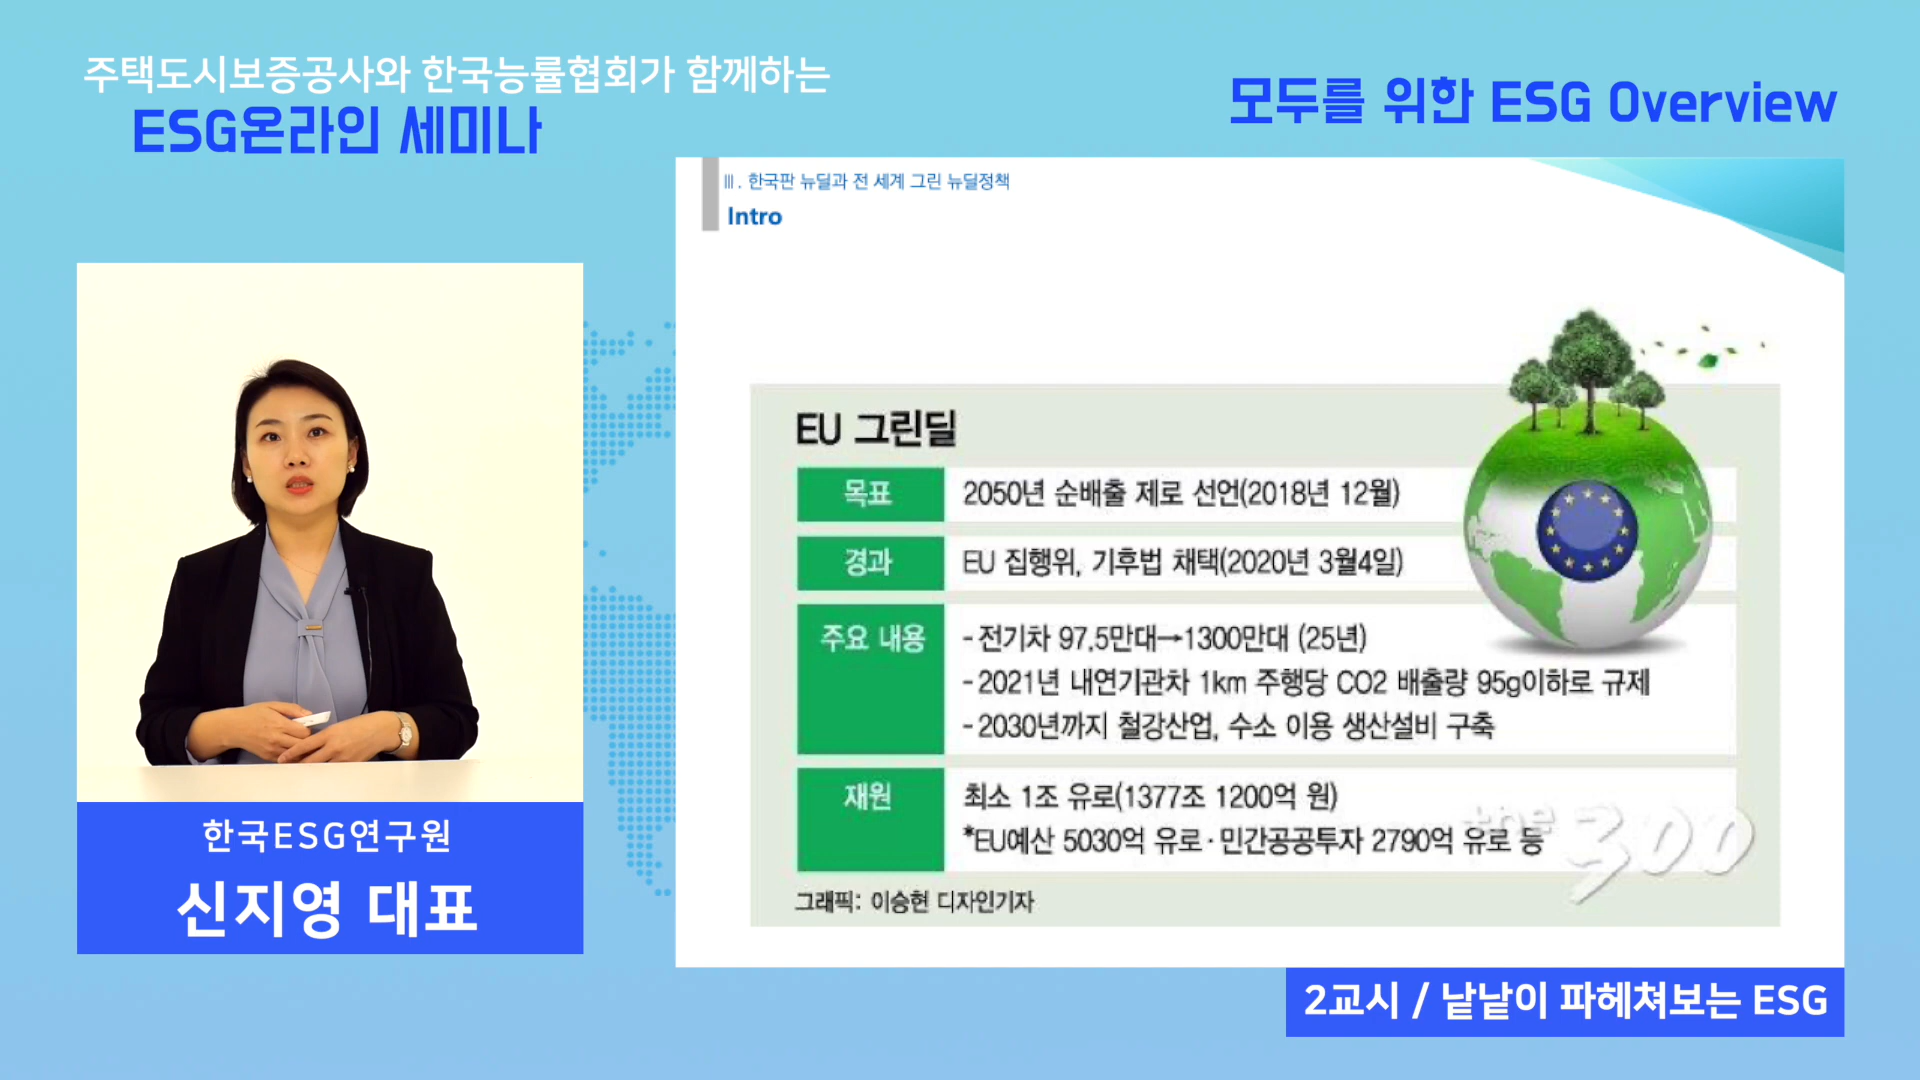 주택도시보증공사와 한국능률협회가 함께하는
ESG온라인 세미나
모두를 위한 ESG Overview
Ⅲ. 한국판 뉴딜과 전 세계 그린 뉴딜정책
Intro
EU 그린딜
목표
2050년 순배출 제로 선언(2018년 12월)
경과
EU 집행위, 기후법 채택(2020년 3월4일)
주요 내용
-전기차 97.5만대→1300만대 (25년)
-2021년 내연기관차 1km 주행당 CO2 배출량 95g이하로 규제
-2030년까지 철강산업, 수소 이용 생산설비 구축
재원
최소 1조 유로(1377조 1200억 원)
*EU예산 5030억 유로·민간공공투자 2790억 유로 등
the 300
그래픽: 이승현 디자인기자
한국ESG연구원
신지영 대표
2교시 / 낱낱이 파헤쳐보는 ESG